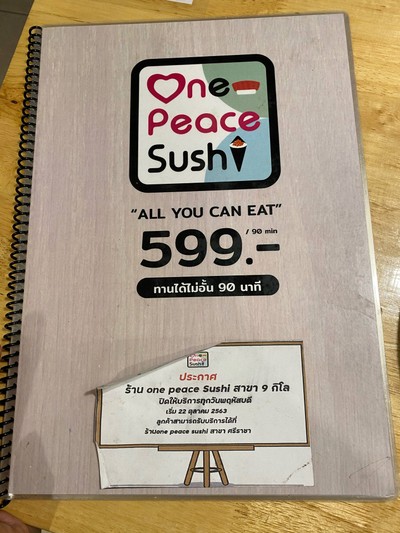 One
Peace
Sushi
"ALL YOU CAN EAT"
599.-
/ 90 min
ทานได้ไม่อั้น 90 นาที
One
Peace
Sushi
ประกาศ
ร้าน one peace Sushi สาขา 9 กิโล
ปิดให้บริการทุกวันพฤหัสบดี
เริ่ม 22 ตุลาคม 2563
ลูกค้าสามารถรับบริการได้ที่
ร้านone peace sushi สาขา ศรีราชา